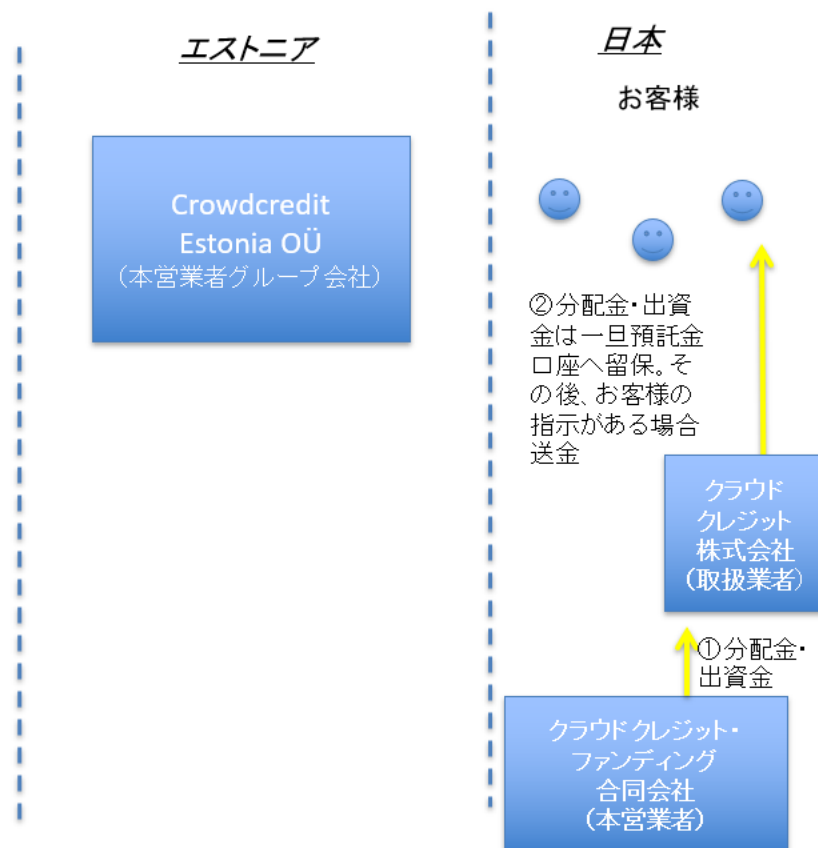 エストニア
日本
お客様
Crowdcredit
Estonia OÜ
（本営業者グループ会社）
②分配金・出資
金は一旦預託金
口座へ留保。そ
の後、お客様の
指示がある場合
送金
クラウド
クレジット
株式会社
（取扱業者）
①分配金・
出資金
クラウドクレジット・
ファンディング
合同会社
（本営業者）